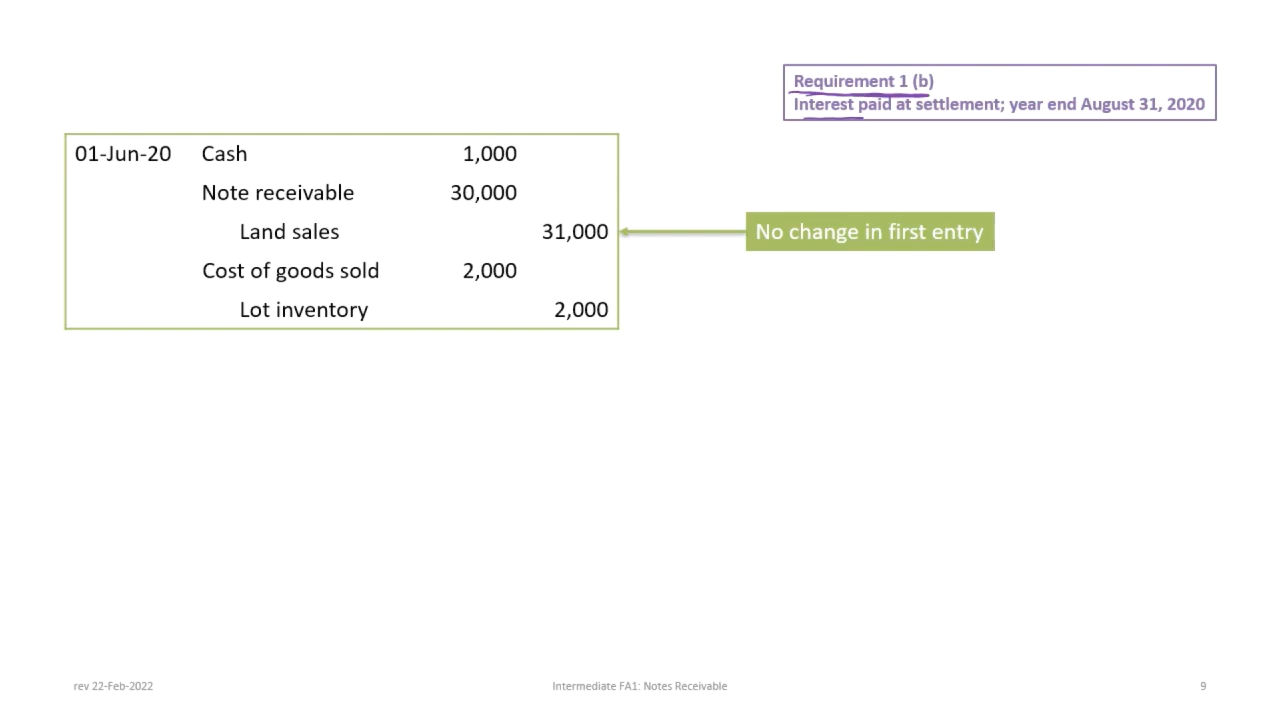 Requirement 1 (b)
Interest paid at settlement; year end August 31, 2020
01-Jun-20 Cash 1,000
Note receivable 30,000
Land sales 31,000
Cost of goods sold 2,000
Lot inventory 2,000
No change in first entry
rev 22-Feb-2022 Intermediate FA1: Notes Receivable 9